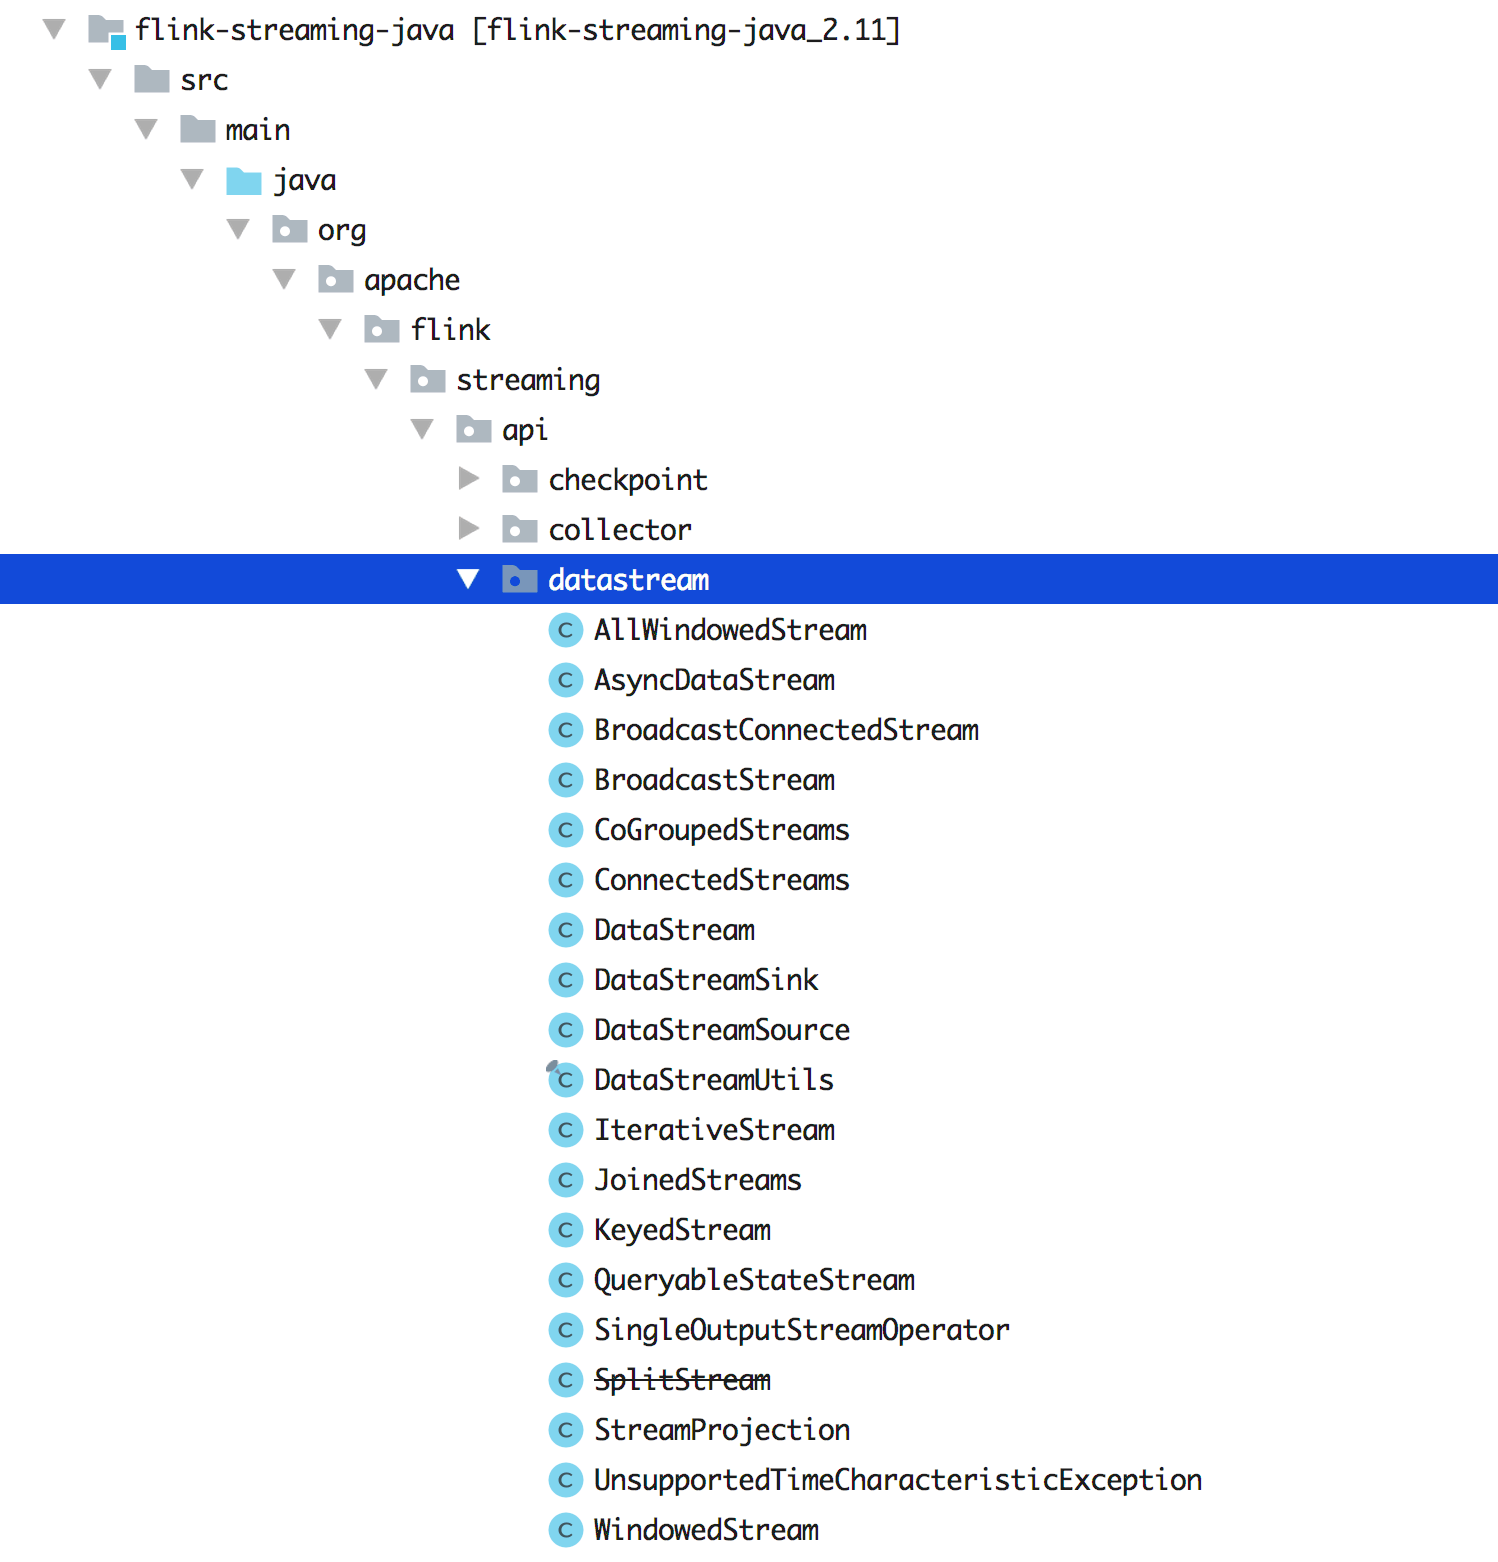 flink-streaming-java [flink-streaming-java_2.11]
src
main
java
org
apache
flink
streaming
api
checkpoint
collector
datastream
C AllWindowedStream
C AsyncDataStream
C BroadcastConnectedStream
C BroadcastStream
C CoGroupedStreams
C ConnectedStreams
C DataStream
C DataStreamSink
C DataStreamSource
C DataStreamUtils
C IterativeStream
C JoinedStreams
C KeyedStream
C QueryableStateStream
C SingleOutputStreamOperator
C SplitStream
C StreamProjection
C UnsupportedTimeCharacteristicException
C WindowedStream